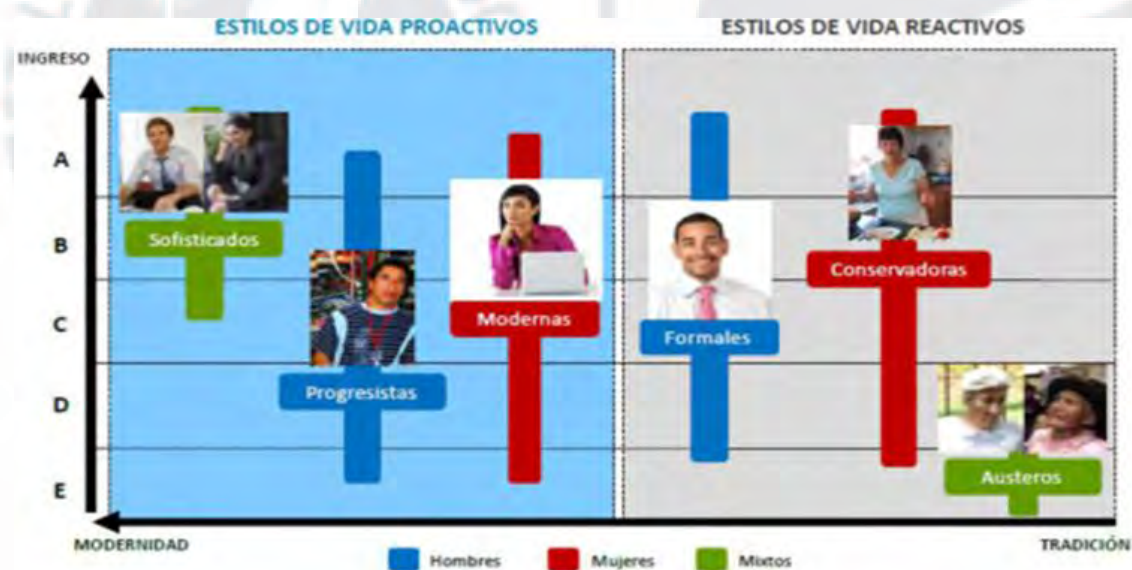 ESTILOS DE VIDA PROACTIVOS
ESTILOS DE VIDA REACTIVOS
INGRESO
A
B
C
D
E
Sofisticados
Progresistas
Modernas
Formales
Conservadoras
Austeros
MODERNIDAD
TRADICIÓN
Hombres
Mujeres
Mixtos